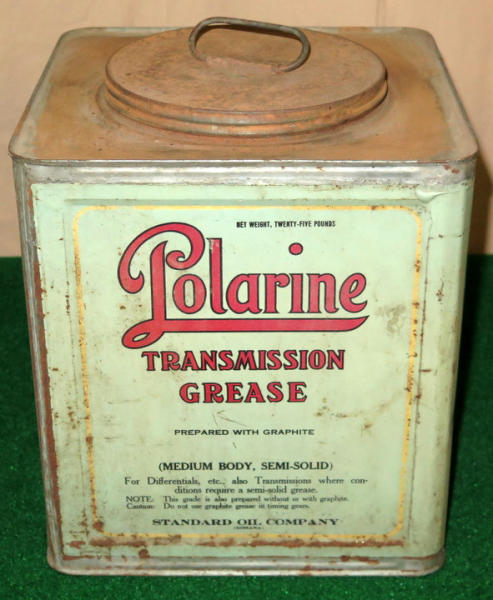 NET WEIGHT, TWENTY-FIVE POUNDS
Polarine
TRANSMISSION
GREASE
PREPARED WITH GRAPHITE
(MEDIUM BODY, SEMI-SOLID)
For Differentials, etc., also Transmissions where con-
ditions require a semi-solid grease.
NOTE: This grade is also prepared without us with graphite.
Caution: Do not use graphite grease in timing gears.
STANDARD OIL COMPANY
(INDIANA)